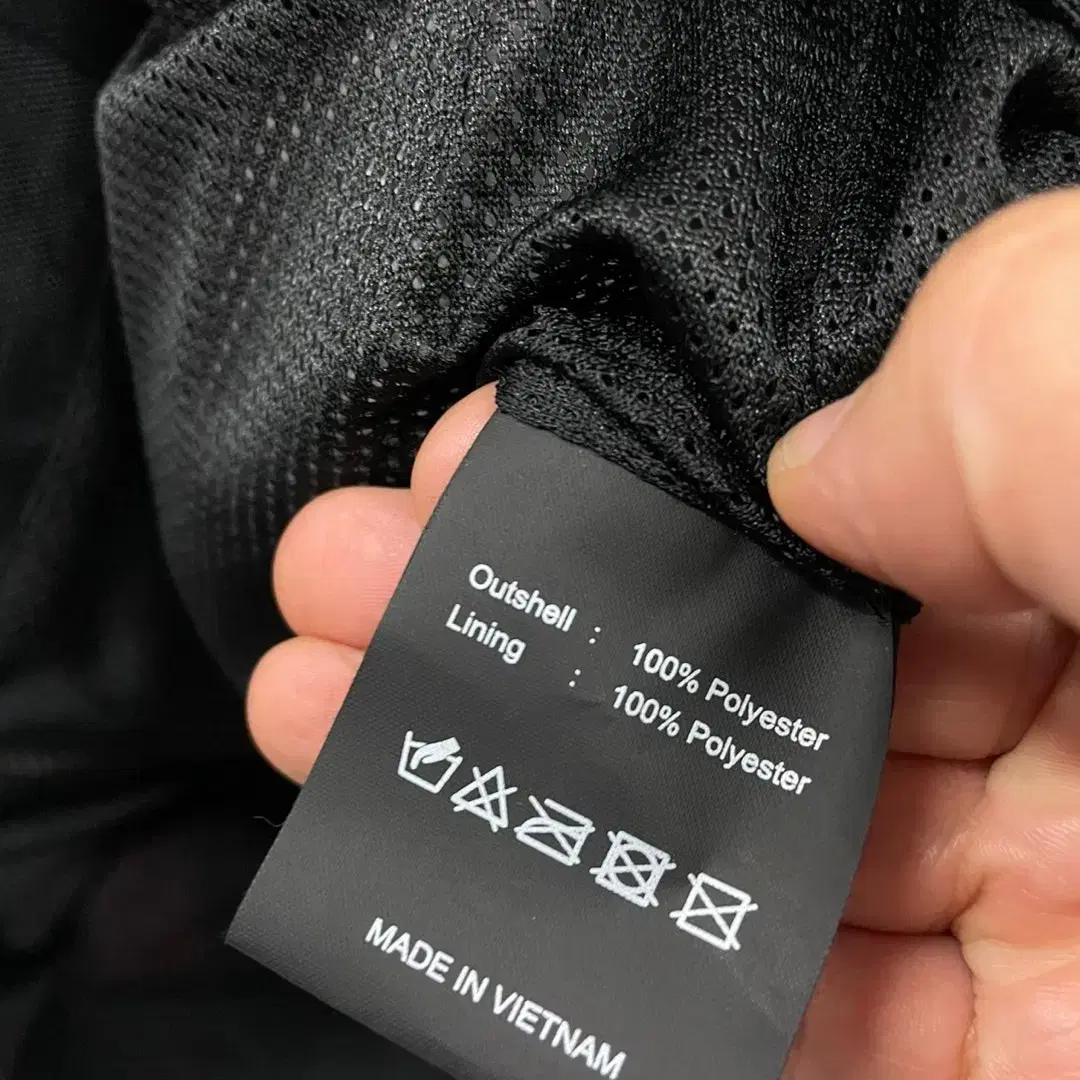 Outshell : 100% Polyester
Lining : 100% Polyester
MADE IN VIETNAM